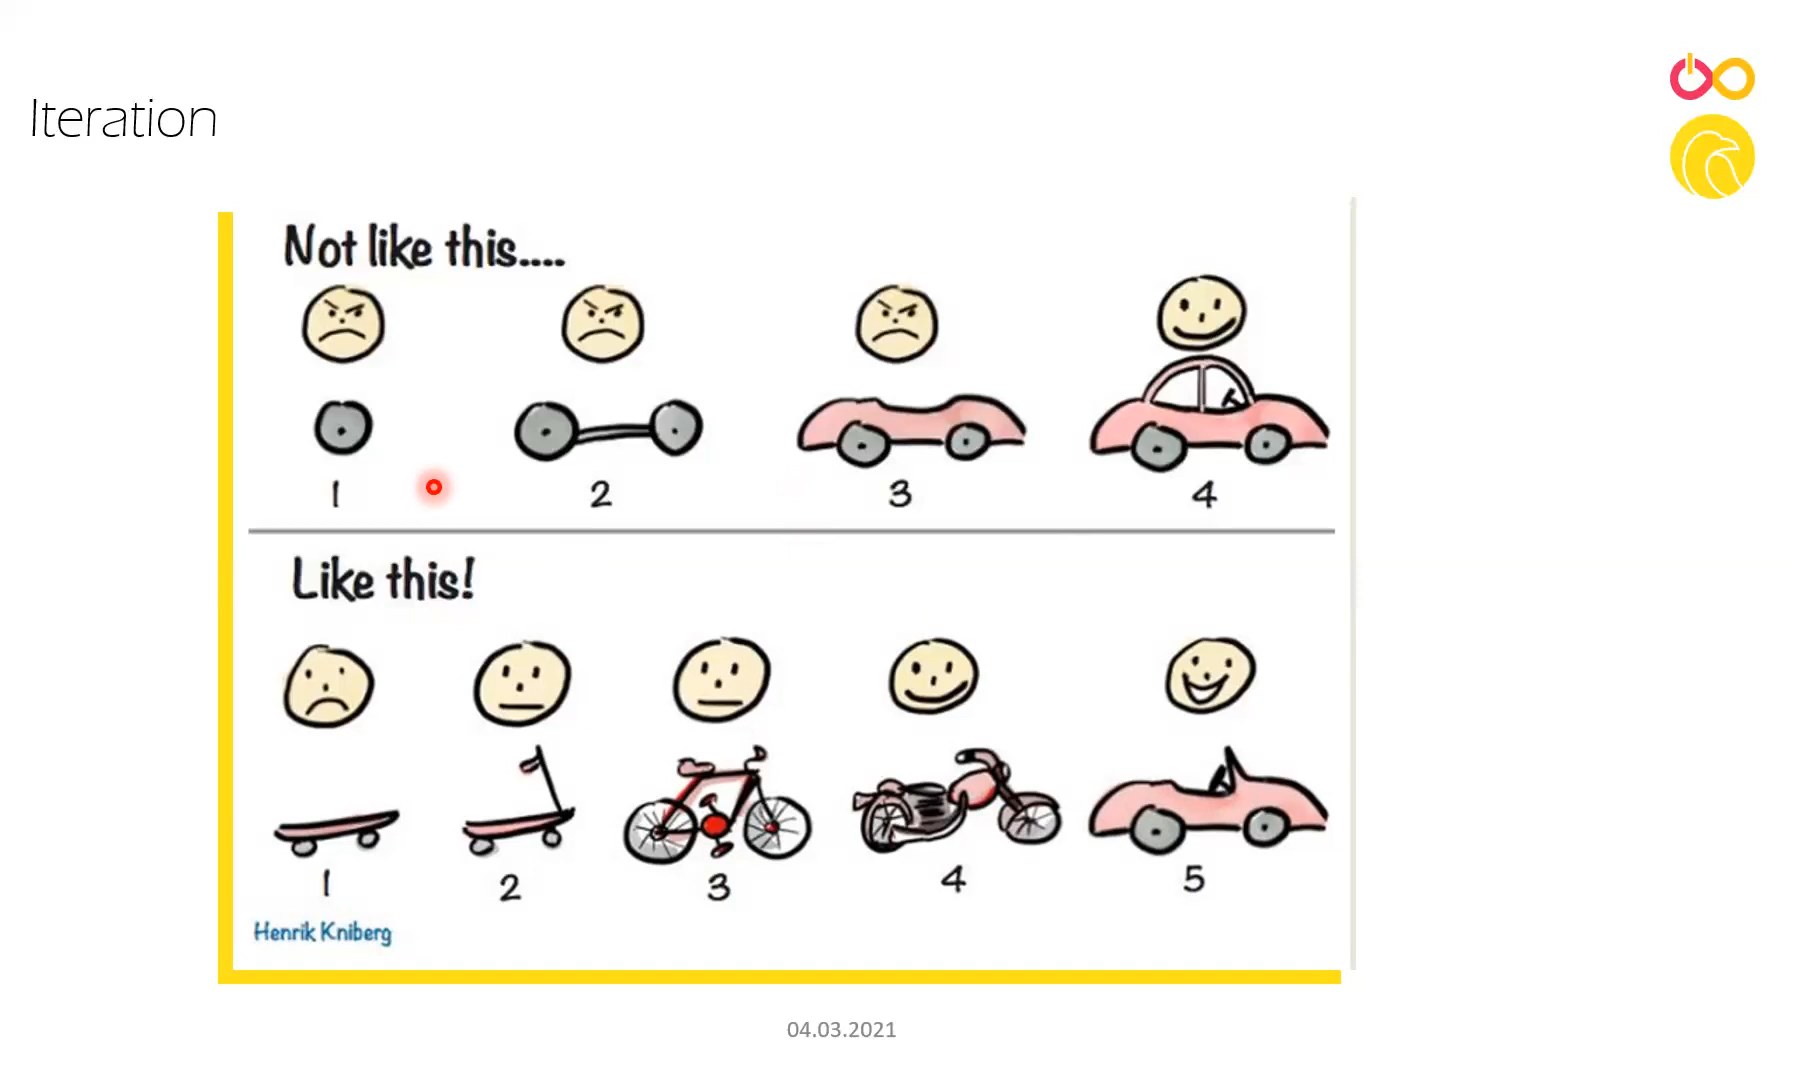 Iteration
Not like this....
1 2 3 4
Like this!
1 2 3 4 5
Henrik Kniberg
04.03.2021